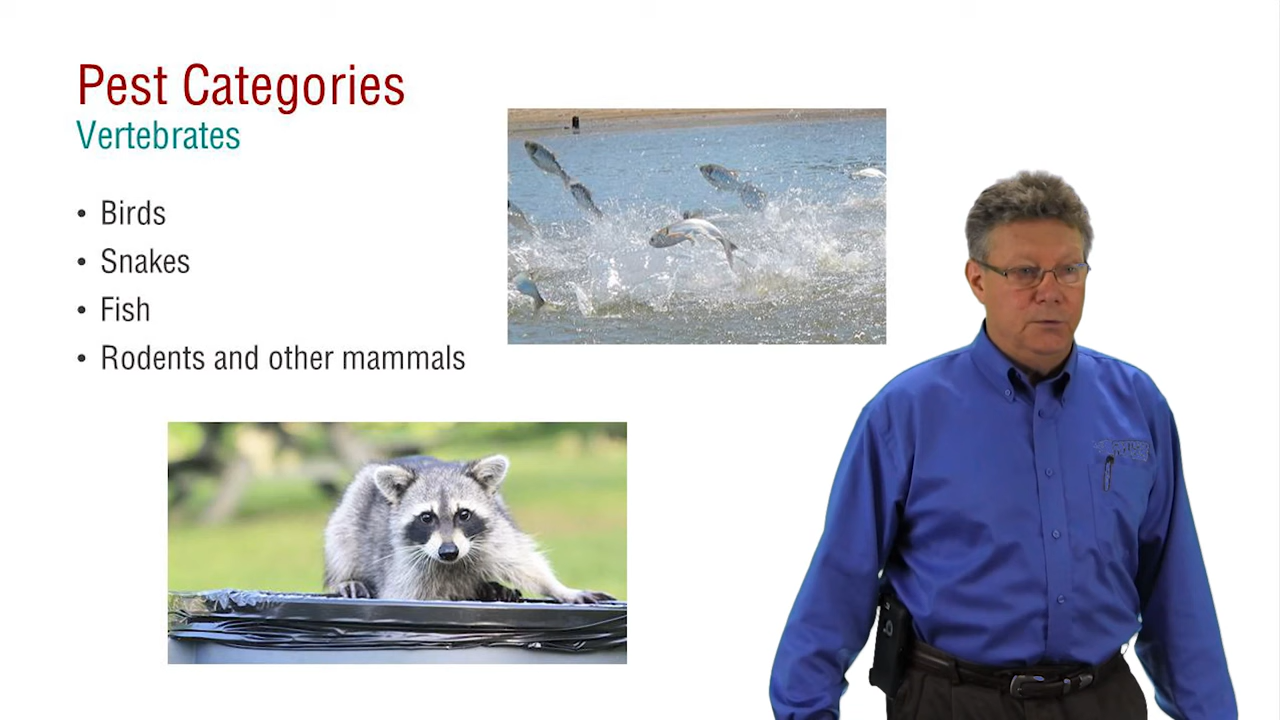 Pest Categories
Vertebrates
• Birds
• Snakes
• Fish
• Rodents and other mammals